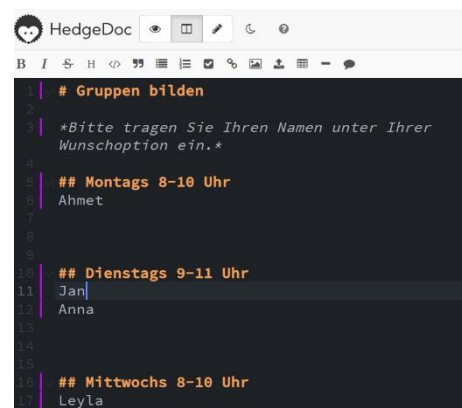 HedgeDoc
B I S H </>
1 # Gruppen bilden
2
3 *Bitte tragen Sie Ihren Namen unter Ihrer
Wunschoption ein.*
4
5 ## Montags 8-10 Uhr
6 Ahmet
7
8
9
10 ## Dienstags 9-11 Uhr
11 Jan
12 Anna
13
14
15
16 ## Mittwochs 8-10 Uhr
17 Leyla